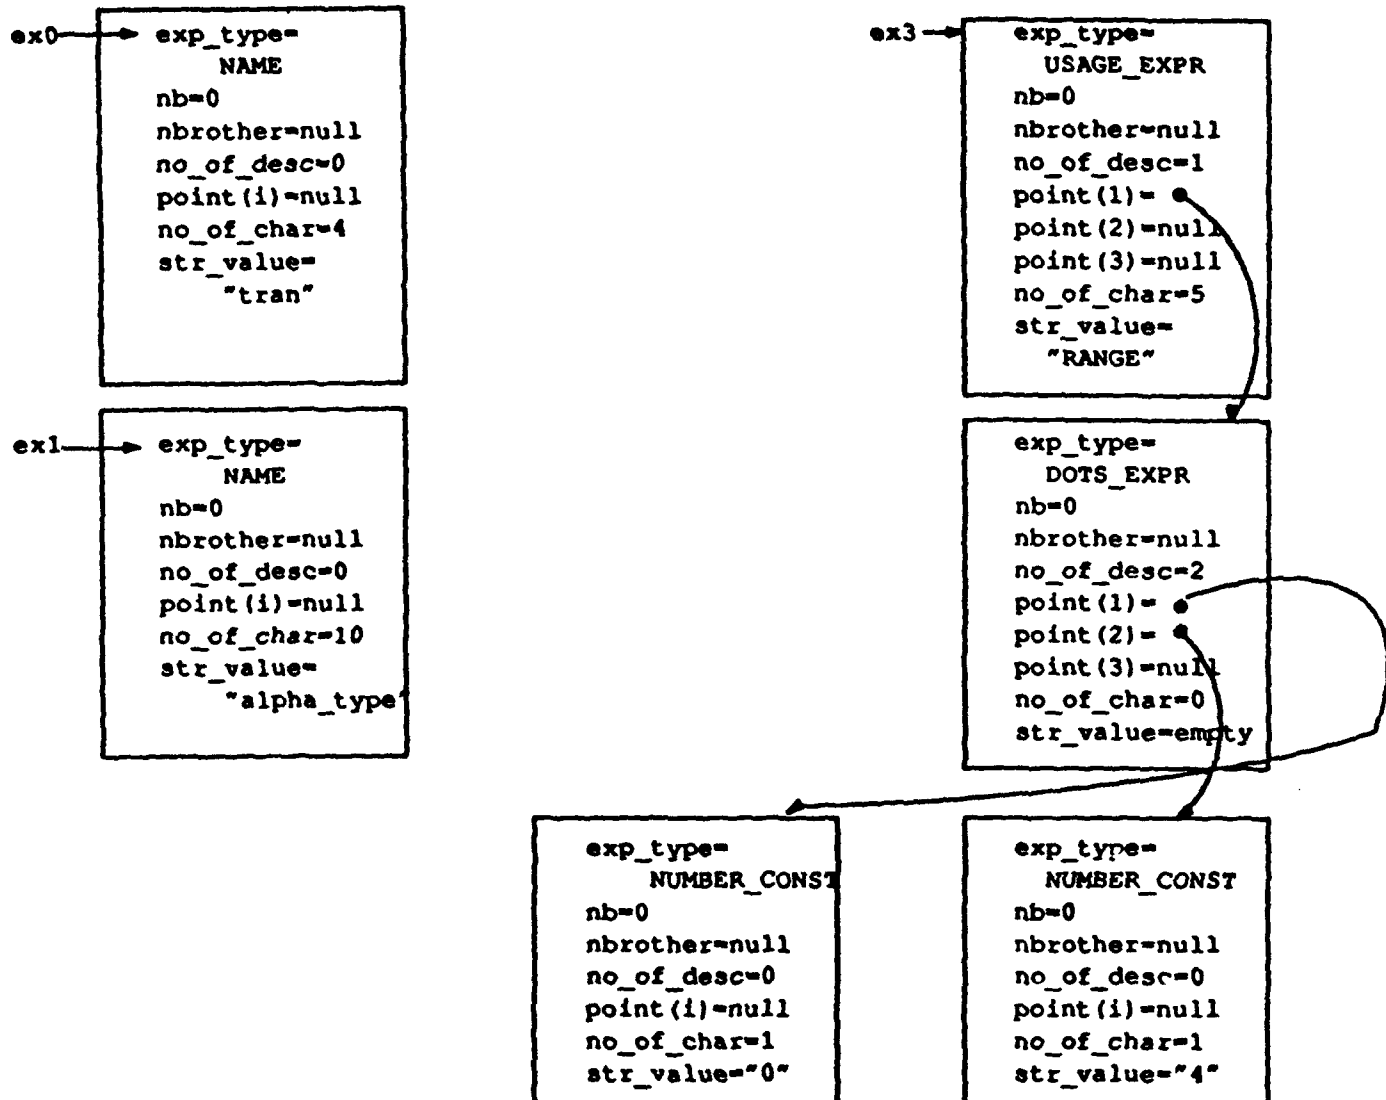 ex0
exp_type=
NAME
nb=0
nbrother=null
no_of_desc=0
point(i)=null
no_of_char=4
str_value=
"tran"
ex1
exp_type=
NAME
nb=0
nbrother=null
no_of_desc=0
point(i)=null
no_of_char=10
str_value=
"alpha_type"
ex3
exp_type=
USAGE_EXPR
nb=0
nbrother=null
no_of_desc=1
point(1)=
point(2)=null
point(3)=null
no_of_char=5
str_value=
"RANGE"
exp_type=
DOTS_EXPR
nb=0
nbrother=null
no_of_desc=2
point(1)=
point(2)=
point(3)=null
no_of_char=0
str_value=empty
exp_type=
NUMBER_CONST
nb=0
nbrother=null
no_of_desc=0
point(i)=null
no_of_char=1
str_value="0"
exp_type=
NUMBER_CONST
nb=0
nbrother=null
no_of_desc=0
point(i)=null
no_of_char=1
str_value="4"